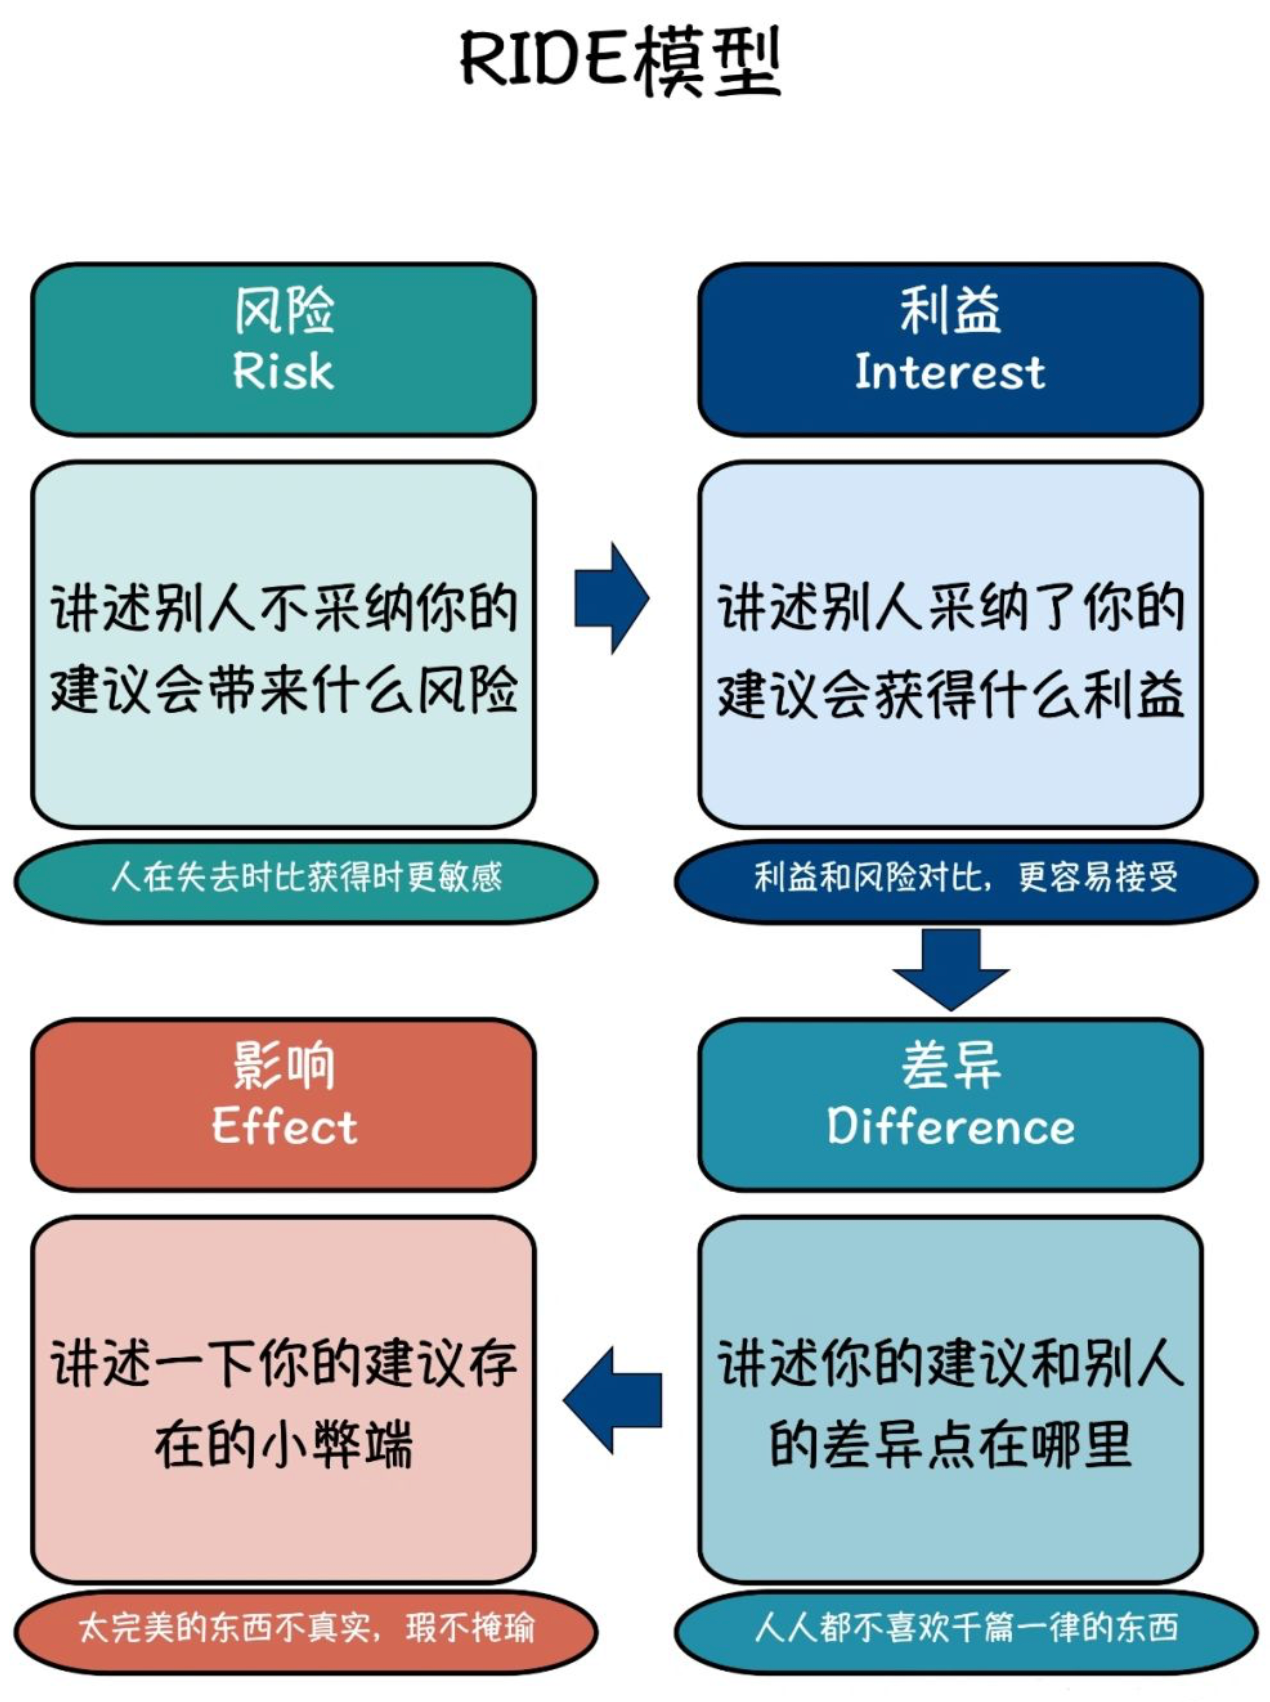 RIDE模型
风险
Risk
讲述别人不采纳你的
建议会带来什么风险
人在失去时比获得时更敏感
利益
Interest
讲述别人采纳了你的
建议会获得什么利益
利益和风险对比，更容易接受
差异
Difference
讲述你的建议和别人
的差异点在哪里
人人都不喜欢千篇一律的东西
影响
Effect
讲述一下你的建议存
在的小弊端
太完美的东西不真实，瑕不掩瑜